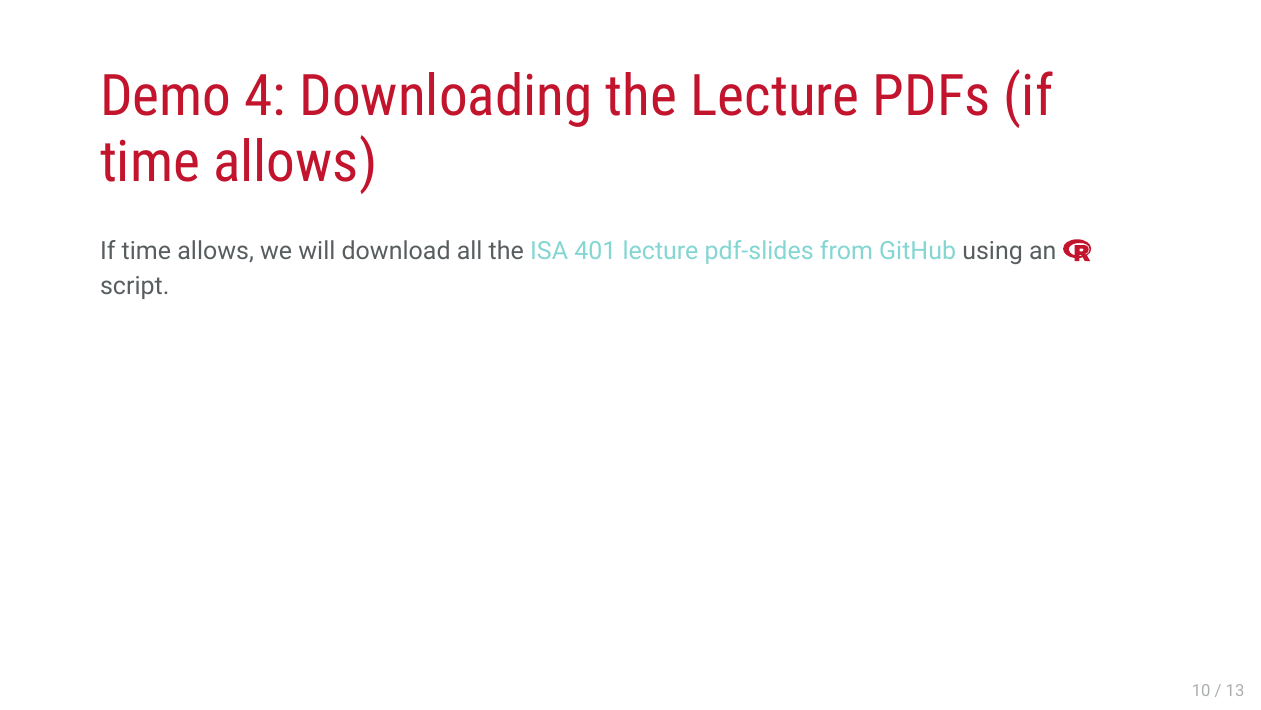 Demo 4: Downloading the Lecture PDFs (if
time allows)
If time allows, we will download all the ISA 401 lecture pdf-slides from GitHub using an R
script.
10 / 13